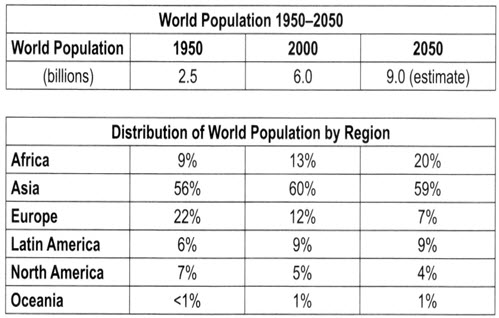 World Population 1950–2050
World Population 1950 2000 2050
(billions) 2.5 6.0 9.0 (estimate)
Distribution of World Population by Region
Africa 9% 13% 20%
Asia 56% 60% 59%
Europe 22% 12% 7%
Latin America 6% 9% 9%
North America 7% 5% 4%
Oceania <1% 1% 1%